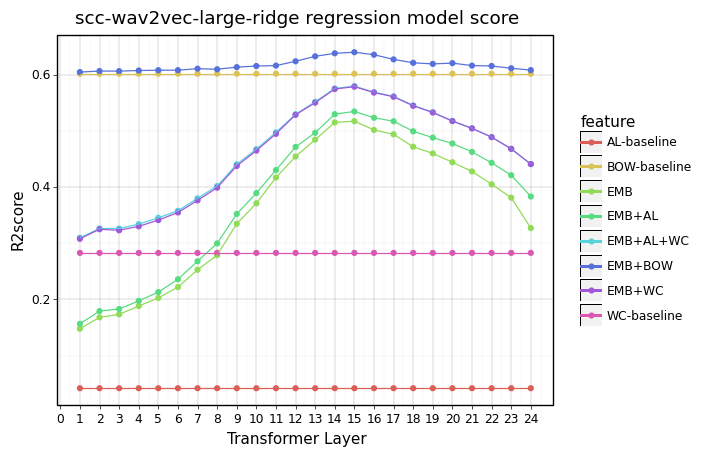 scc-wav2vec-large-ridge regression model score
R2score
0.6
0.4
0.2
0 1 2 3 4 5 6 7 8 9 10 11 12 13 14 15 16 17 18 19 20 21 22 23 24
Transformer Layer
feature
AL-baseline
BOW-baseline
EMB
EMB+AL
EMB+AL+WC
EMB+BOW
EMB+WC
WC-baseline